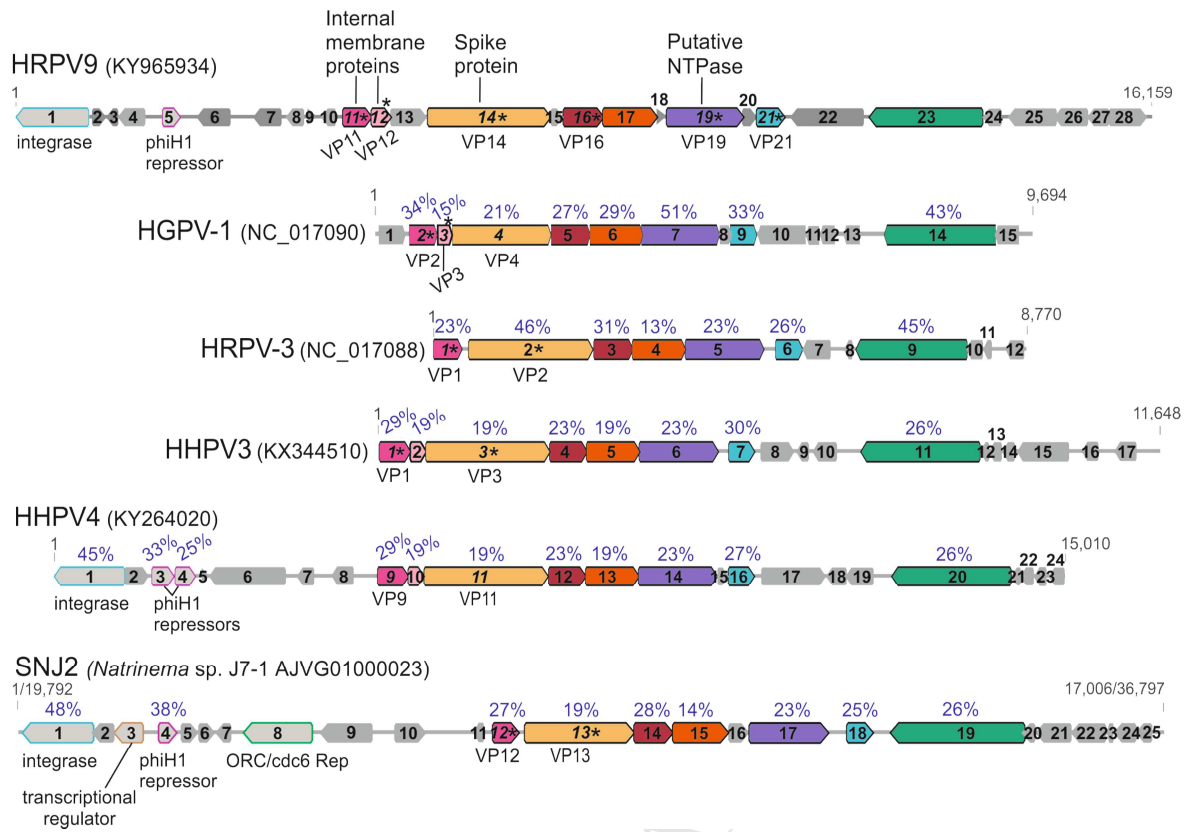 Internal
membrane
proteins
Spike
protein
Putative
NTPase
HRPV9 (KY965934)
1
16,159
1 2 3 4 5 6 7 8 9 10 11* 12 * 13 14* 15 16* 17 18 19* 20 21* 22 23 24 25 26 27 28
integrase phiH1 repressor VP11 VP12 VP14 VP16 VP19 VP21
1
9,694
34% 15% 21% 27% 29% 51% 33% 43%
HGPV-1 (NC_017090)
1 2* 3 * 4 5 6 7 8 9 10 11 12 13 14 15
VP2 VP3 VP4
1
8,770
23% 46% 31% 13% 23% 26% 45%
HRPV-3 (NC_017088)
1* 2* 3 4 5 6 7 8 9 10 11 12
VP1 VP2
1
11,648
29% 19% 19% 23% 19% 23% 30% 26%
HHPV3 (KX344510)
1* 2 3* 4 5 6 7 8 9 10 11 12 13 14 15 16 17
VP1 VP3
HHPV4 (KY264020)
1
15,010
45% 33% 25% 29% 19% 19% 23% 19% 23% 27% 26%
1 2 3 4 5 6 7 8 9 10 11 12 13 14 15 16 17 18 19 20 21 22 23 24
integrase phiH1 repressors VP9 VP11
SNJ2 (Natrinema sp. J7-1 AJVG01000023)
1/19,792
17,006/36,797
48% 38% 27% 19% 28% 14% 23% 25% 26%
1 2 3 4 5 6 7 8 9 10 11 12* 13* 14 15 16 17 18 19 20 21 22 23 24 25
integrase phiH1 repressor ORC/cdc6 Rep VP12 VP13
transcriptional
regulator